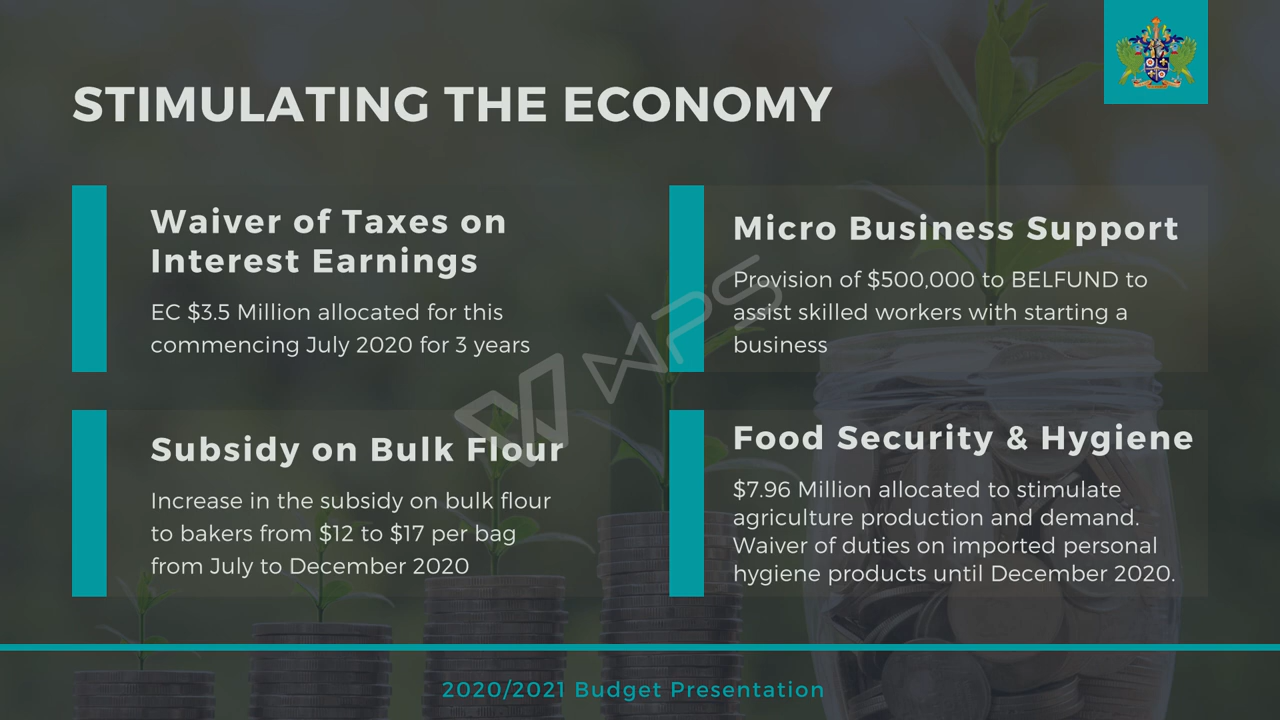 STIMULATING THE ECONOMY
Waiver of Taxes on
Interest Earnings
EC $3.5 Million allocated for this
commencing July 2020 for 3 years
Micro Business Support
Provision of $500,000 to BELFUND to
assist skilled workers with starting a
business
Subsidy on Bulk Flour
Increase in the subsidy on bulk flour
to bakers from $12 to $17 per bag
from July to December 2020
Food Security & Hygiene
$7.96 Million allocated to stimulate
agriculture production and demand.
Waiver of duties on imported personal
hygiene products until December 2020.
WPS
2020/2021 Budget Presentation